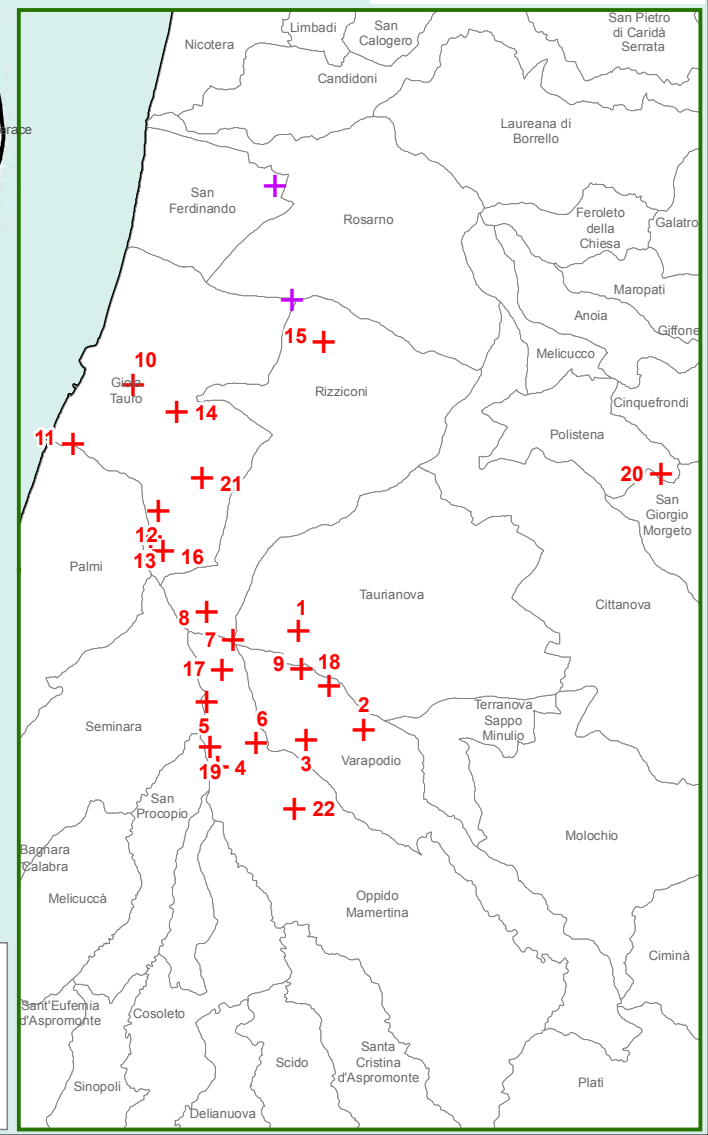 Limbadi
San
Calogero
San Pietro
di Caridà
Serrata
Nicotera
Candidoni
Laureana di
Borrello
erace
San
Ferdinando
Rosarno
Feroleto
della
Chiesa
Galatro
Maropati
Anoia
Giffone
Melicucco
15
10
Gioia
Tauro
Rizziconi
Cinquefrondi
14
11
Polistena
20
21
San
Giorgio
Morgeto
12
13
16
Palmi
Taurianova
Cittanova
8
1
7
9
18
17
2
Terranova
Sappo
Minulio
Seminara
5
6
3
Varapodio
19
4
San
Procopio
22
Molochio
Bagnara
Calabra
Melicuccà
Oppido
Mamertina
Ciminà
Sant'Eufemia
d'Aspromonte
Cosoleto
Scido
Santa
Cristina
d'Aspromonte
Sinopoli
Platì
Delianuova